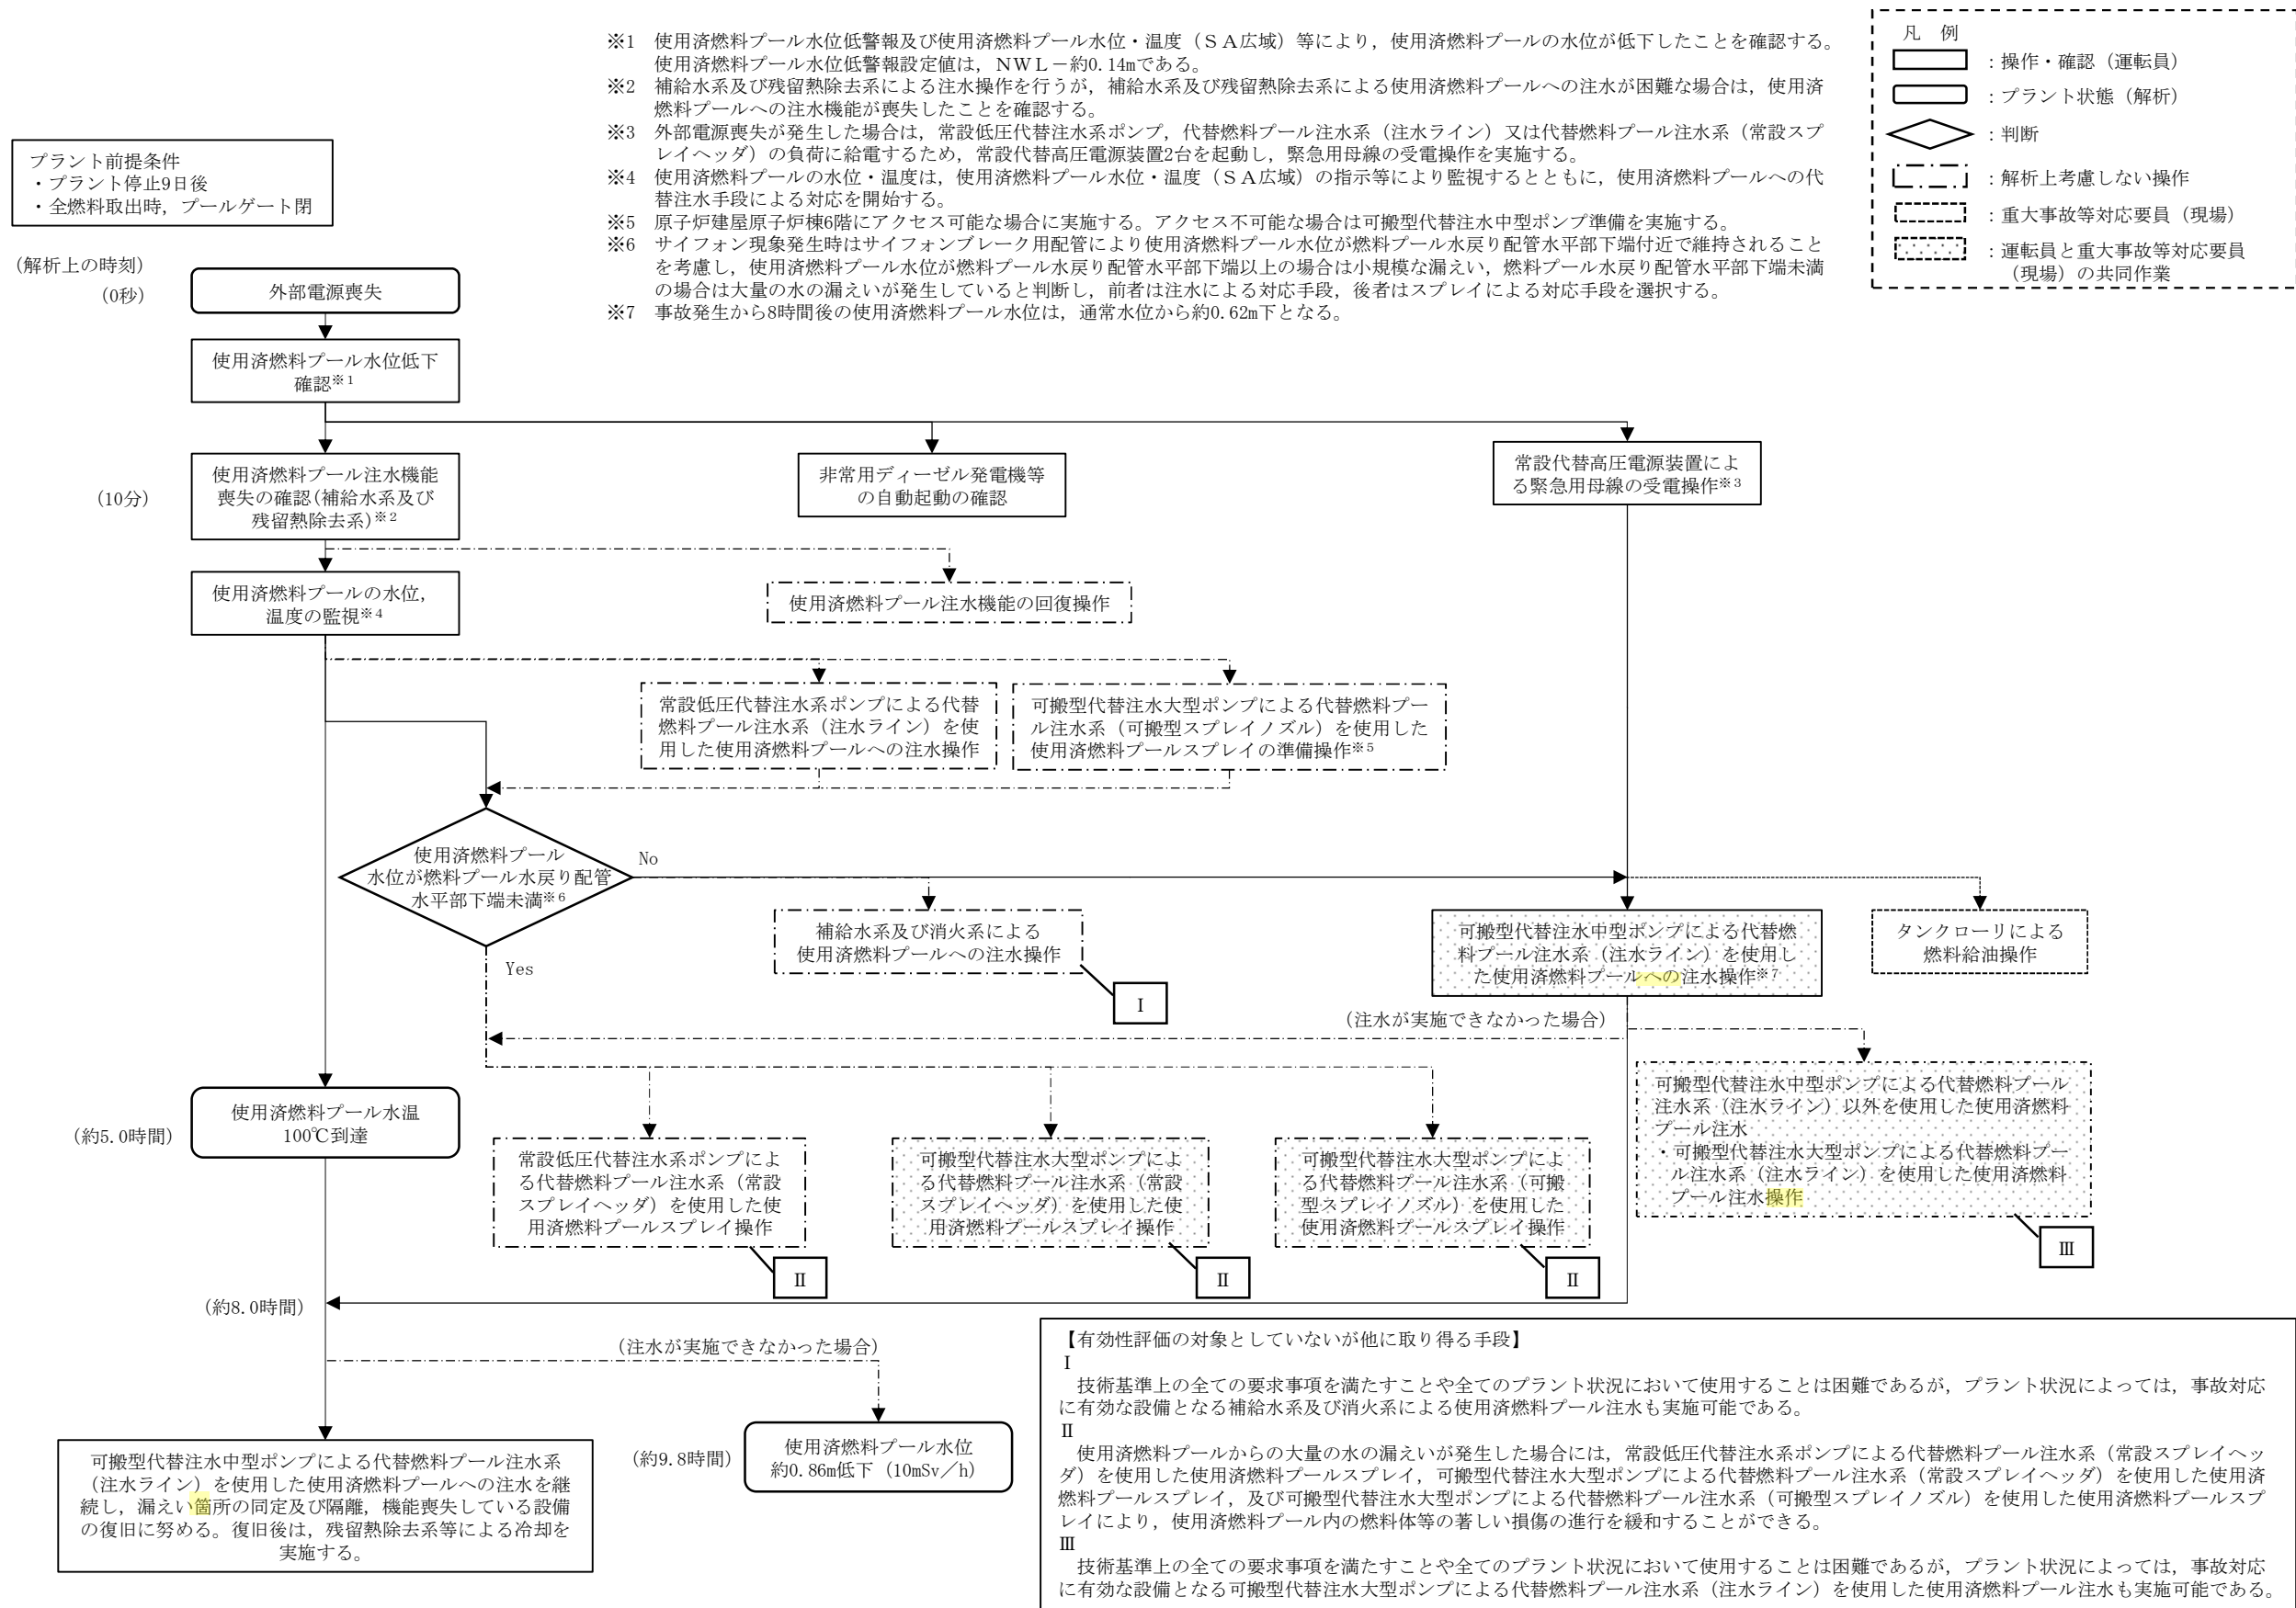 ※1　使用済燃料プール水位低警報及び使用済燃料プール水位・温度（ＳＡ広域）等により，使用済燃料プールの水位が低下したことを確認する。
使用済燃料プール水位低警報設定値は，ＮＷＬ－約0.14mである。
※2　補給水系及び残留熱除去系による注水操作を行うが，補給水系及び残留熱除去系による使用済燃料プールへの注水が困難な場合は，使用済
燃料プールへの注水機能が喪失したことを確認する。
※3　外部電源喪失が発生した場合は，常設低圧代替注水系ポンプ，代替燃料プール注水系（注水ライン）又は代替燃料プール注水系（常設スプ
レイヘッダ）の負荷に給電するため，常設代替高圧電源装置2台を起動し，緊急用母線の受電操作を実施する。
※4　使用済燃料プールの水位・温度は，使用済燃料プール水位・温度（ＳＡ広域）の指示等により監視するとともに，使用済燃料プールへの代
替注水手段による対応を開始する。
※5　原子炉建屋原子炉棟6階にアクセス可能な場合に実施する。アクセス不可能な場合は可搬型代替注水中型ポンプ準備を実施する。
※6　サイフォン現象発生時はサイフォンブレーク用配管により使用済燃料プール水位が燃料プール水戻り配管水平部下端付近で維持されること
を考慮し，使用済燃料プール水位が燃料プール水戻り配管水平部下端以上の場合は小規模な漏えい，燃料プール水戻り配管水平部下端未満
の場合は大量の水の漏えいが発生していると判断し，前者は注水による対応手段，後者はスプレイによる対応手段を選択する。
※7　事故発生から8時間後の使用済燃料プール水位は，通常水位から約0.62m下となる。
凡　例
：操作・確認（運転員）
：プラント状態（解析）
：判断
：解析上考慮しない操作
：重大事故等対応要員（現場）
：運転員と重大事故等対応要員
（現場）の共同作業
プラント前提条件
・プラント停止9日後
・全燃料取出時，プールゲート閉
（解析上の時刻）
（0秒）
外部電源喪失
使用済燃料プール水位低下
確認※1
（10分）
使用済燃料プール注水機能
喪失の確認(補給水系及び
残留熱除去系)※2
非常用ディーゼル発電機等
の自動起動の確認
常設代替高圧電源装置によ
る緊急用母線の受電操作※3
使用済燃料プールの水位，
温度の監視※4
使用済燃料プール注水機能の回復操作
常設低圧代替注水系ポンプによる代替
燃料プール注水系（注水ライン）を使
用した使用済燃料プールへの注水操作
可搬型代替注水大型ポンプによる代替燃料プー
ル注水系（可搬型スプレイノズル）を使用した
使用済燃料プールスプレイの準備操作※5
使用済燃料プール
水位が燃料プール水戻り配管
水平部下端未満※6
No
Yes
補給水系及び消火系による
使用済燃料プールへの注水操作
Ⅰ
可搬型代替注水中型ポンプによる代替燃
料プール注水系（注水ライン）を使用し
た使用済燃料プールへの注水操作※7
タンクローリによる
燃料給油操作
（注水が実施できなかった場合）
（約5.0時間）
使用済燃料プール水温
100℃到達
常設低圧代替注水系ポンプによ
る代替燃料プール注水系（常設
スプレイヘッダ）を使用した使
用済燃料プールスプレイ操作
Ⅱ
可搬型代替注水大型ポンプによ
る代替燃料プール注水系（常設
スプレイヘッダ）を使用した使
用済燃料プールスプレイ操作
Ⅱ
可搬型代替注水大型ポンプによ
る代替燃料プール注水系（可搬
型スプレイノズル）を使用した
使用済燃料プールスプレイ操作
Ⅱ
可搬型代替注水中型ポンプによる代替燃料プール
注水系（注水ライン）以外を使用した使用済燃料
プール注水
・可搬型代替注水大型ポンプによる代替燃料プー
ル注水系（注水ライン）を使用した使用済燃料
プール注水操作
Ⅲ
（約8.0時間）
（注水が実施できなかった場合）
（約9.8時間）
使用済燃料プール水位
約0.86m低下（10mSv／h）
可搬型代替注水中型ポンプによる代替燃料プール注水系
（注水ライン）を使用した使用済燃料プールへの注水を継
続し，漏えい箇所の同定及び隔離，機能喪失している設備
の復旧に努める。復旧後は，残留熱除去系等による冷却を
実施する。
【有効性評価の対象としていないが他に取り得る手段】
Ⅰ
技術基準上の全ての要求事項を満たすことや全てのプラント状況において使用することは困難であるが，プラント状況によっては，事故対応
に有効な設備となる補給水系及び消火系による使用済燃料プール注水も実施可能である。
Ⅱ
使用済燃料プールからの大量の水の漏えいが発生した場合には，常設低圧代替注水系ポンプによる代替燃料プール注水系（常設スプレイヘッ
ダ）を使用した使用済燃料プールスプレイ，可搬型代替注水大型ポンプによる代替燃料プール注水系（常設スプレイヘッダ）を使用した使用済
燃料プールスプレイ，及び可搬型代替注水大型ポンプによる代替燃料プール注水系（可搬型スプレイノズル）を使用した使用済燃料プールスプ
レイにより，使用済燃料プール内の燃料体等の著しい損傷の進行を緩和することができる。
Ⅲ
技術基準上の全ての要求事項を満たすことや全てのプラント状況において使用することは困難であるが，プラント状況によっては，事故対応
に有効な設備となる可搬型代替注水大型ポンプによる代替燃料プール注水系（注水ライン）を使用した使用済燃料プール注水も実施可能である。